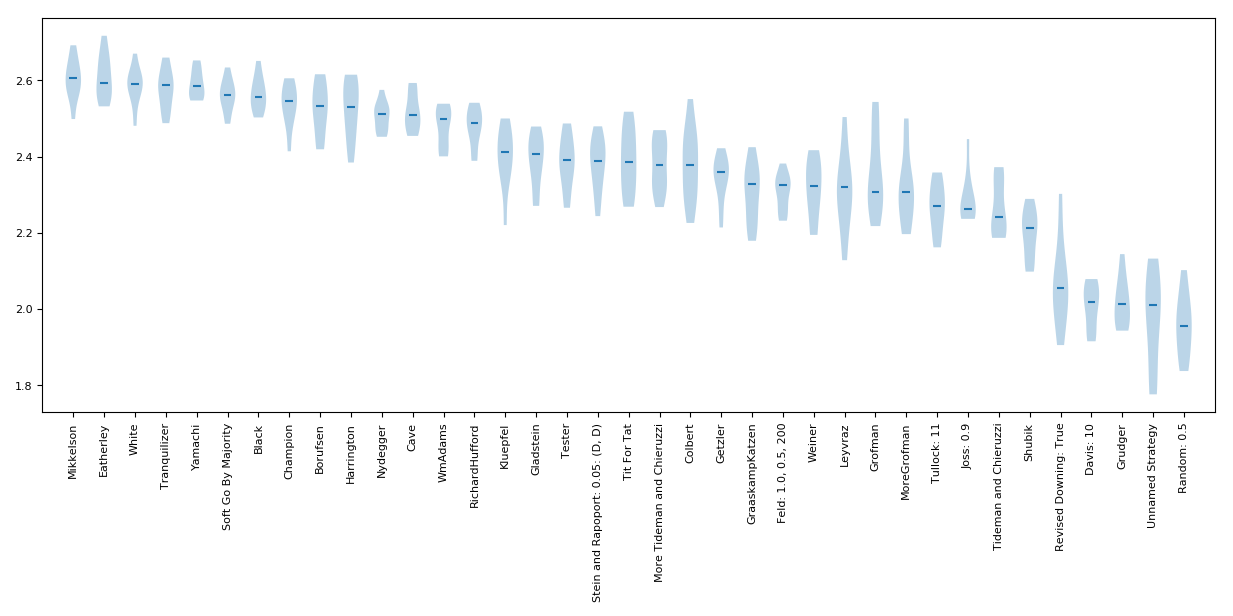 2.6
2.4
2.2
2.0
1.8
Mikkelson
Eatherley
White
Tranquilizer
Yamachi
Soft Go By Majority
Black
Champion
Borufsen
Harrington
Nydegger
Cave
WmAdams
RichardHufford
Kluepfel
Gladstein
Tester
Stein and Rapoport: 0.05: (D, D)
Tit For Tat
More Tideman and Chieruzzi
Colbert
Getzler
GraaskampKatzen
Feld: 1.0, 0.5, 200
Weiner
Leyvraz
Grofman
MoreGrofman
Tullock: 11
Joss: 0.9
Tideman and Chieruzzi
Shubik
Revised Downing: True
Davis: 10
Grudger
Unnamed Strategy
Random: 0.5